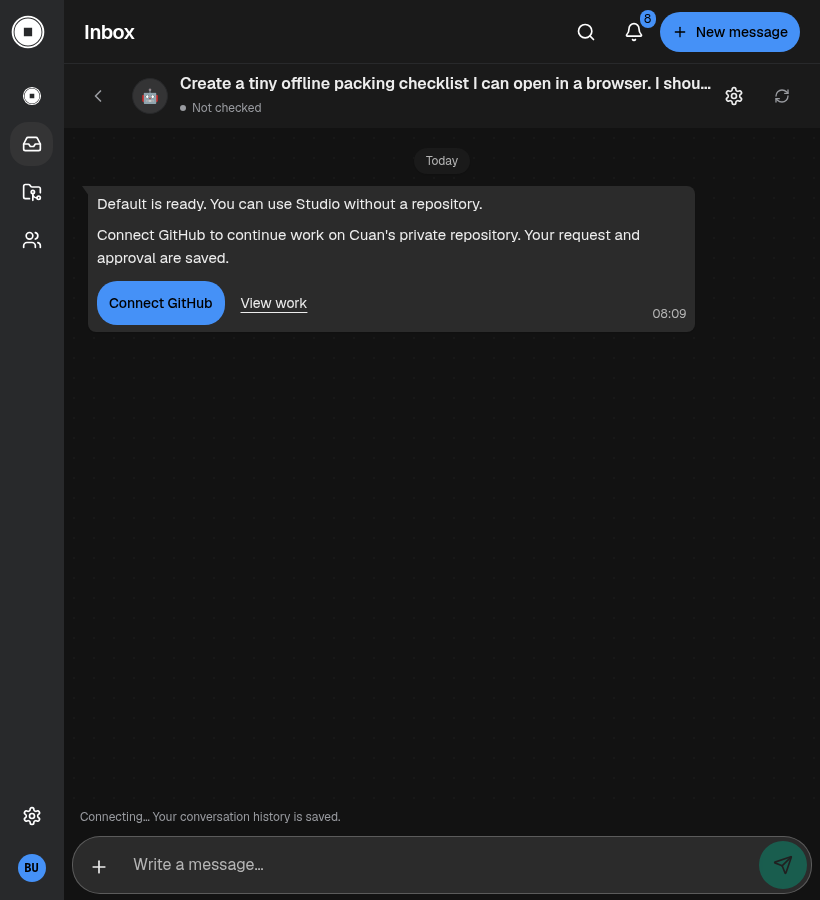 Inbox
8
New message
Create a tiny offline packing checklist I can open in a browser. I shou...
Not checked
Today
Default is ready. You can use Studio without a repository.
Connect GitHub to continue work on Cuan's private repository. Your request and
approval are saved.
Connect GitHub
View work
08:09
Connecting... Your conversation history is saved.
BU
Write a message...